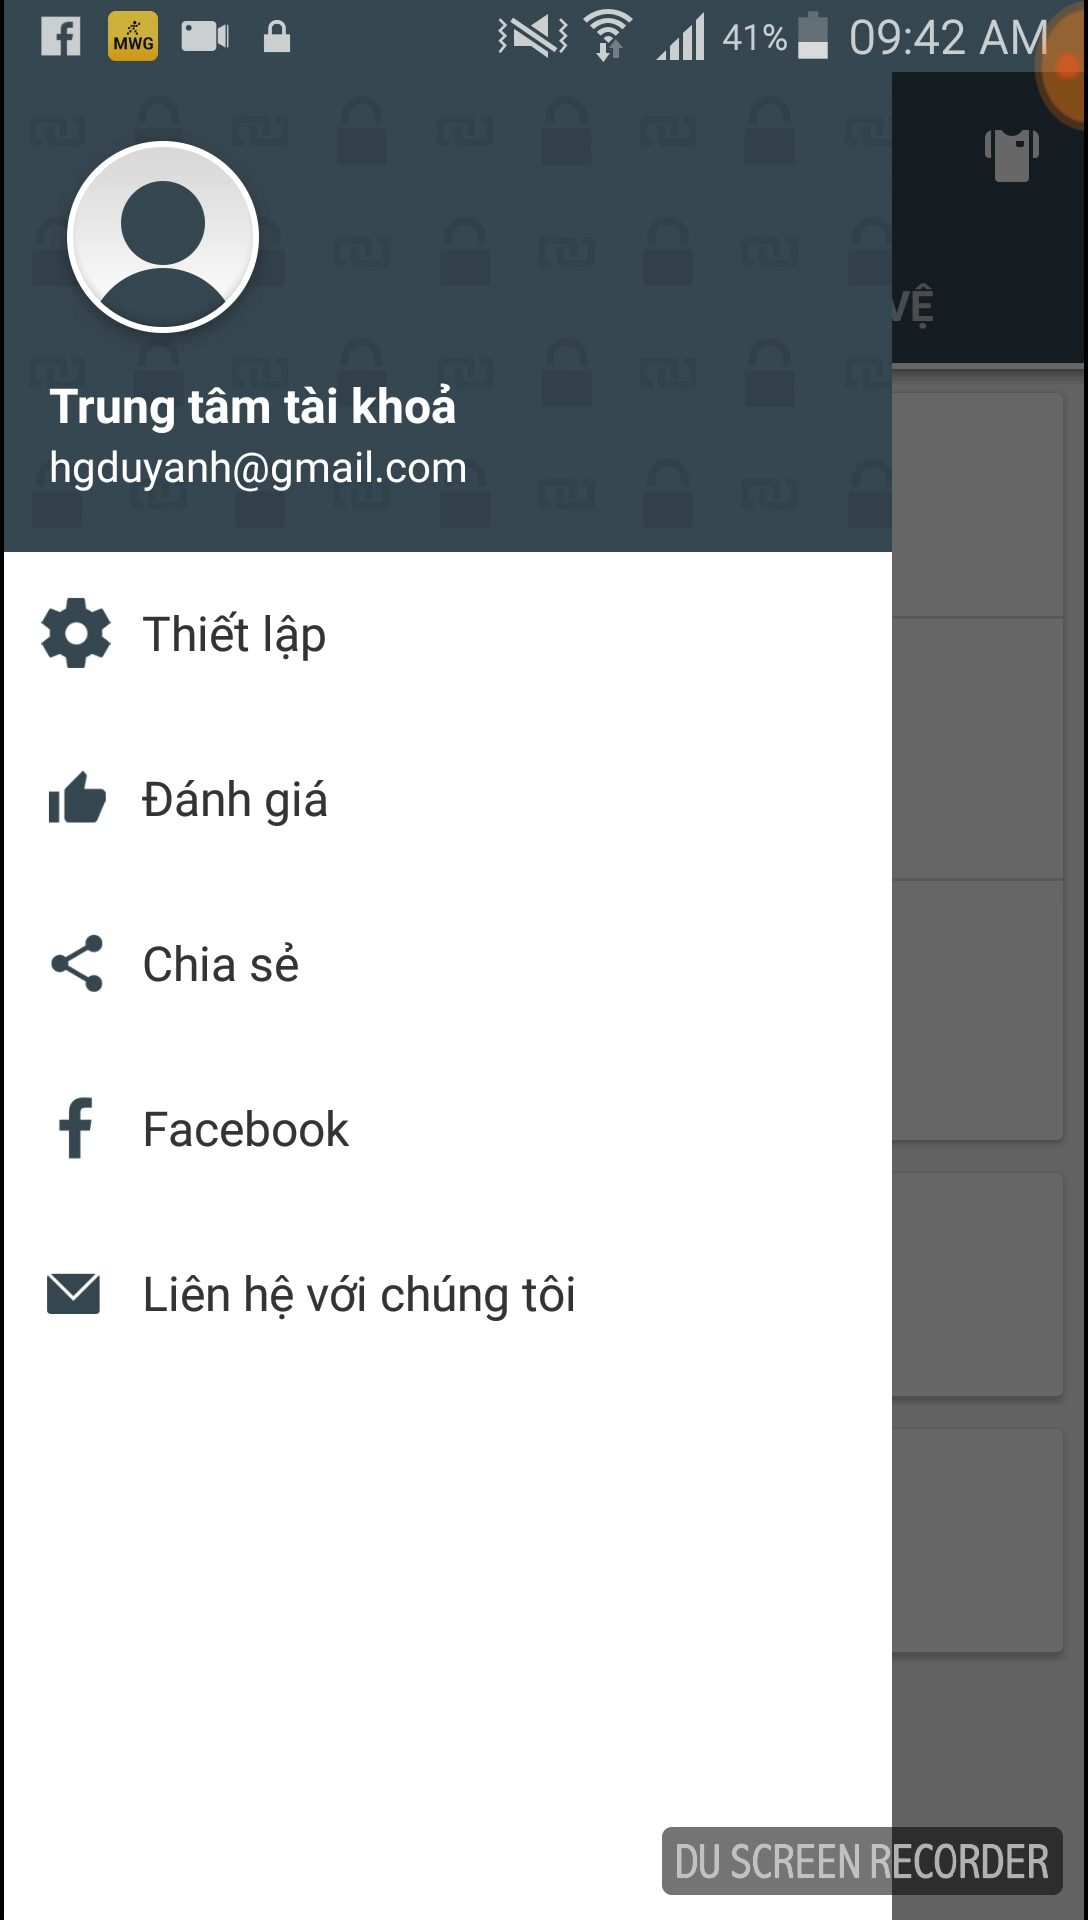 MWG 41% 09:42 AM
VỆ
Trung tâm tài khoả
hgduyanh@gmail.com
Thiết lập
Đánh giá
Chia sẻ
Facebook
Liên hệ với chúng tôi
DU SCREEN RECORDER